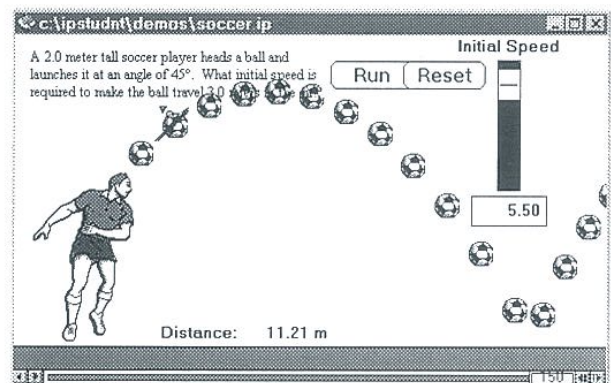 c:\ipstudnt\demos\soccer.ip
Initial Speed
A 2.0 meter tall soccer player heads a ball and
launches it at an angle of 45°. What initial speed is
required to make the ball travel 3.0
Run Reset
5.50
Distance: 11.21 m
150